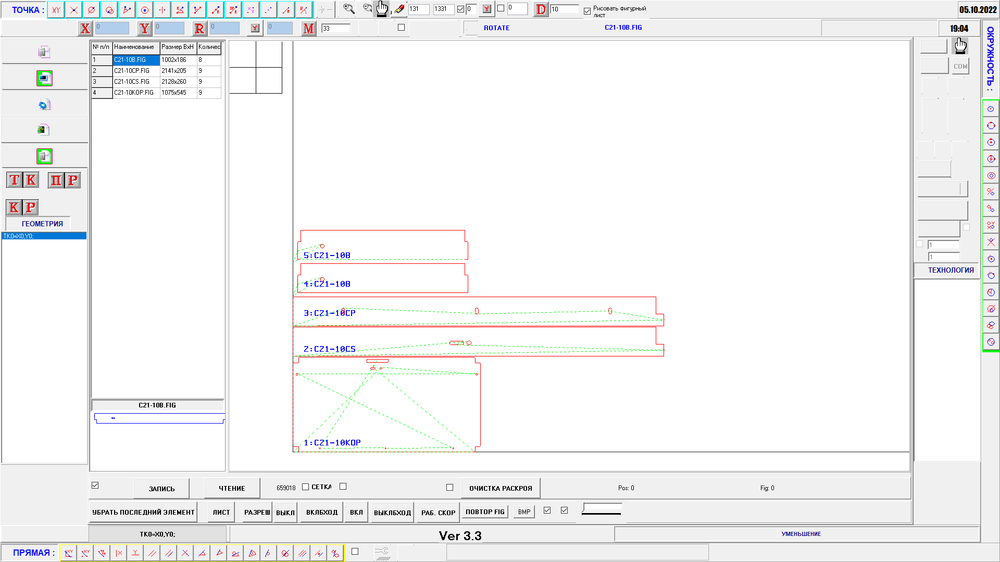 ТОЧКА :
131
1331
0
0
D
10
Рисовать фигурный
лист
05.10.2022
X
0
Y
0
R
0
Y
0
M
33
ROTATE
C21-10B.FIG
19:04
№ п/п
Наименование
Размер ВхН
Количес
1
C21-10B.FIG
1002x186
8
2
C21-10CP.FIG
2141x205
9
3
C21-10CS.FIG
2128x260
9
4
C21-10KOP.FIG
1075x545
9
ОКРУЖНОСТЬ :
COM
Т К П Р
К Р
ГЕОМЕТРИЯ
TK0=X0,Y0;
5:C21-10B
4:C21-10B
3:C21-10CP
2:C21-10CS
1:C21-10KOP
1
1
ТЕХНОЛОГИЯ
C21-10B.FIG
ЗАПИСЬ
ЧТЕНИЕ
659018
СЕТКА
ОЧИСТКА РАСКРОЯ
Pos: 0
Fig: 0
УБРАТЬ ПОСЛЕДНИЙ ЭЛЕМЕНТ
ЛИСТ
РАЗРЕШ
ВЫКЛ
ВКЛБХОД
ВКЛ
ВЫКЛБХОД
РАБ. СКОР
ПОВТОР FIG
BMP
TK0=X0,Y0;
Ver 3.3
УМЕНЬШЕНИЕ
ПРЯМАЯ :